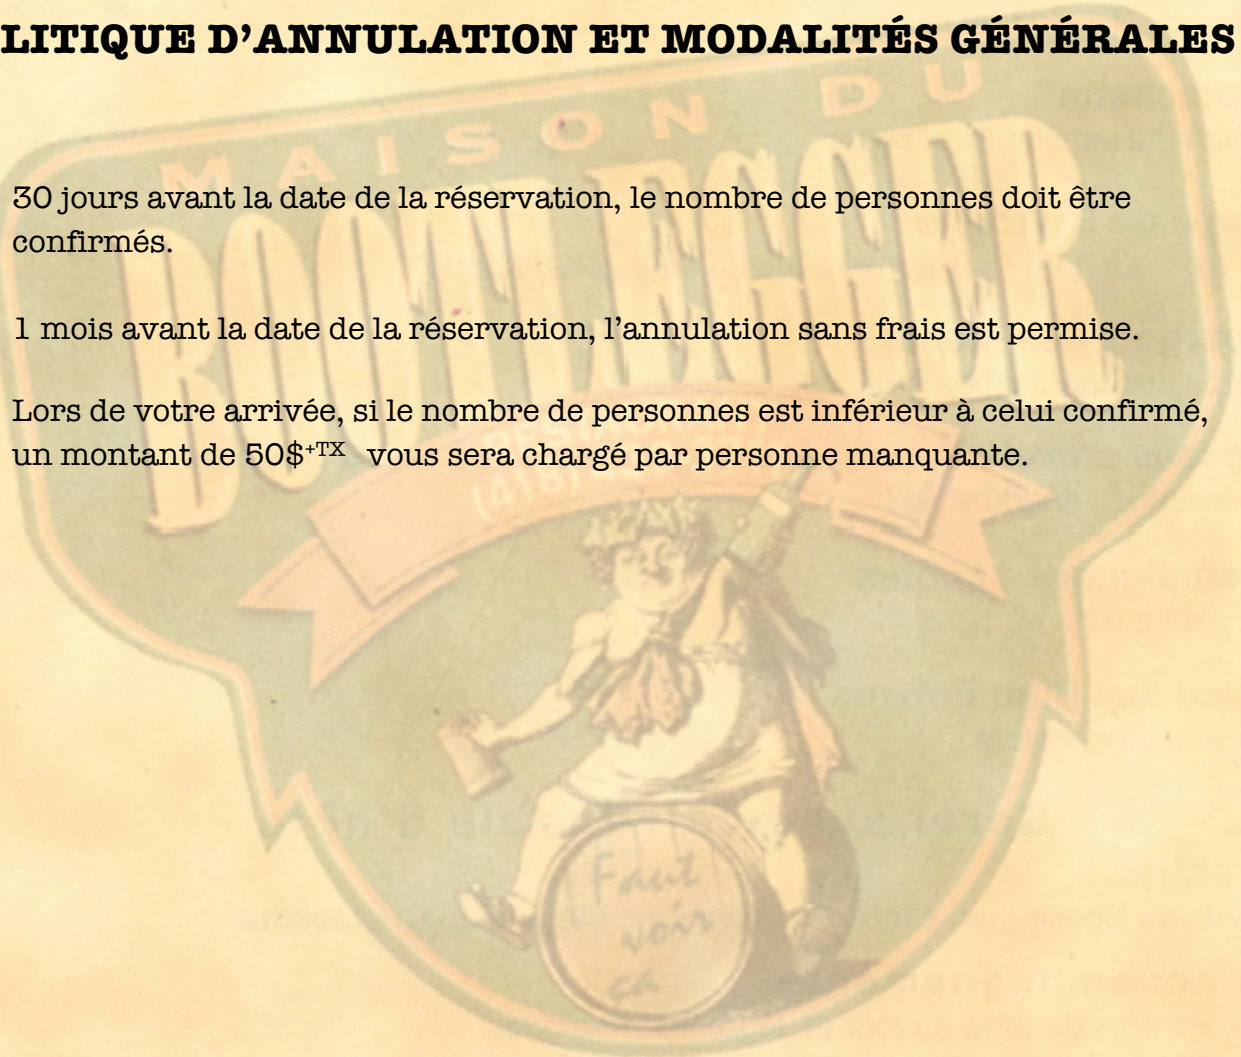 LITIQUE D’ANNULATION ET MODALITÉS GÉNÉRALES
MAISON DU
BOOTLEGGER
30 jours avant la date de la réservation, le nombre de personnes doit être
confirmés.
1 mois avant la date de la réservation, l’annulation sans frais est permise.
Lors de votre arrivée, si le nombre de personnes est inférieur à celui confirmé,
un montant de 50$+TX vous sera chargé par personne manquante.
Faut
voir
ça